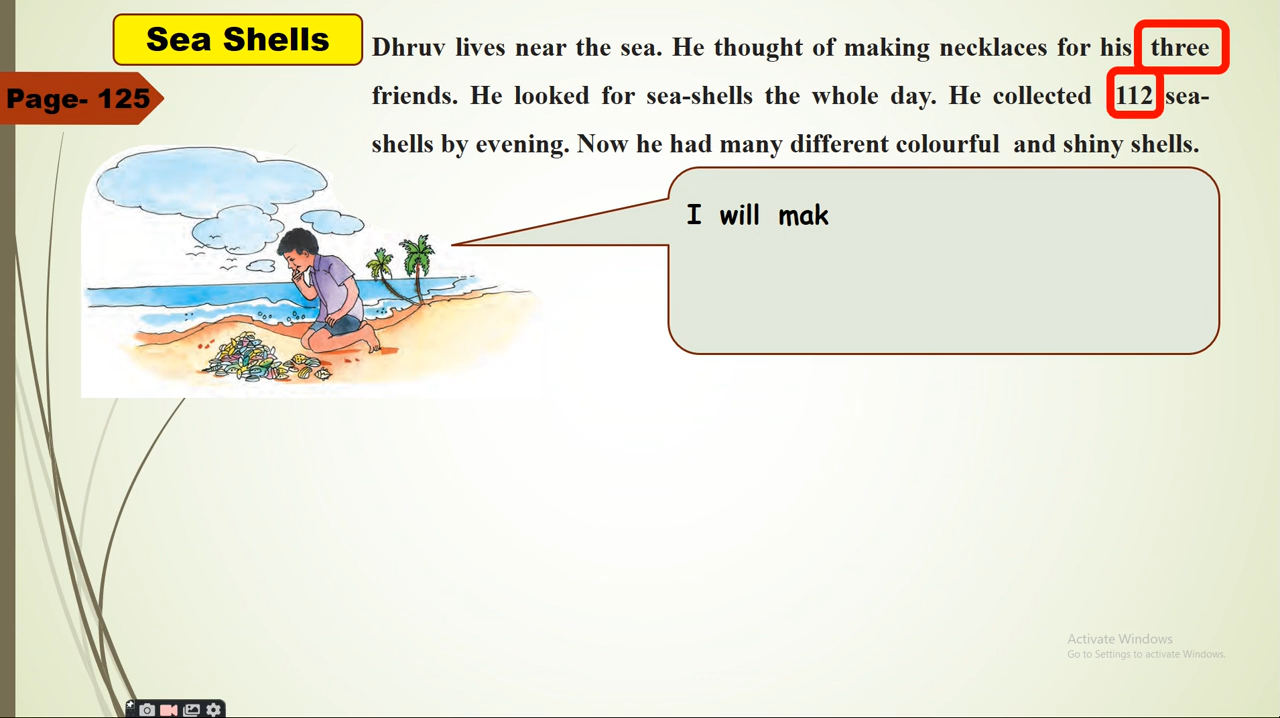 Sea Shells
Page- 125
Dhruv lives near the sea. He thought of making necklaces for his three
friends. He looked for sea-shells the whole day. He collected 112 sea-
shells by evening. Now he had many different colourful and shiny shells.
I will mak
Activate Windows
Go to Settings to activate Windows.